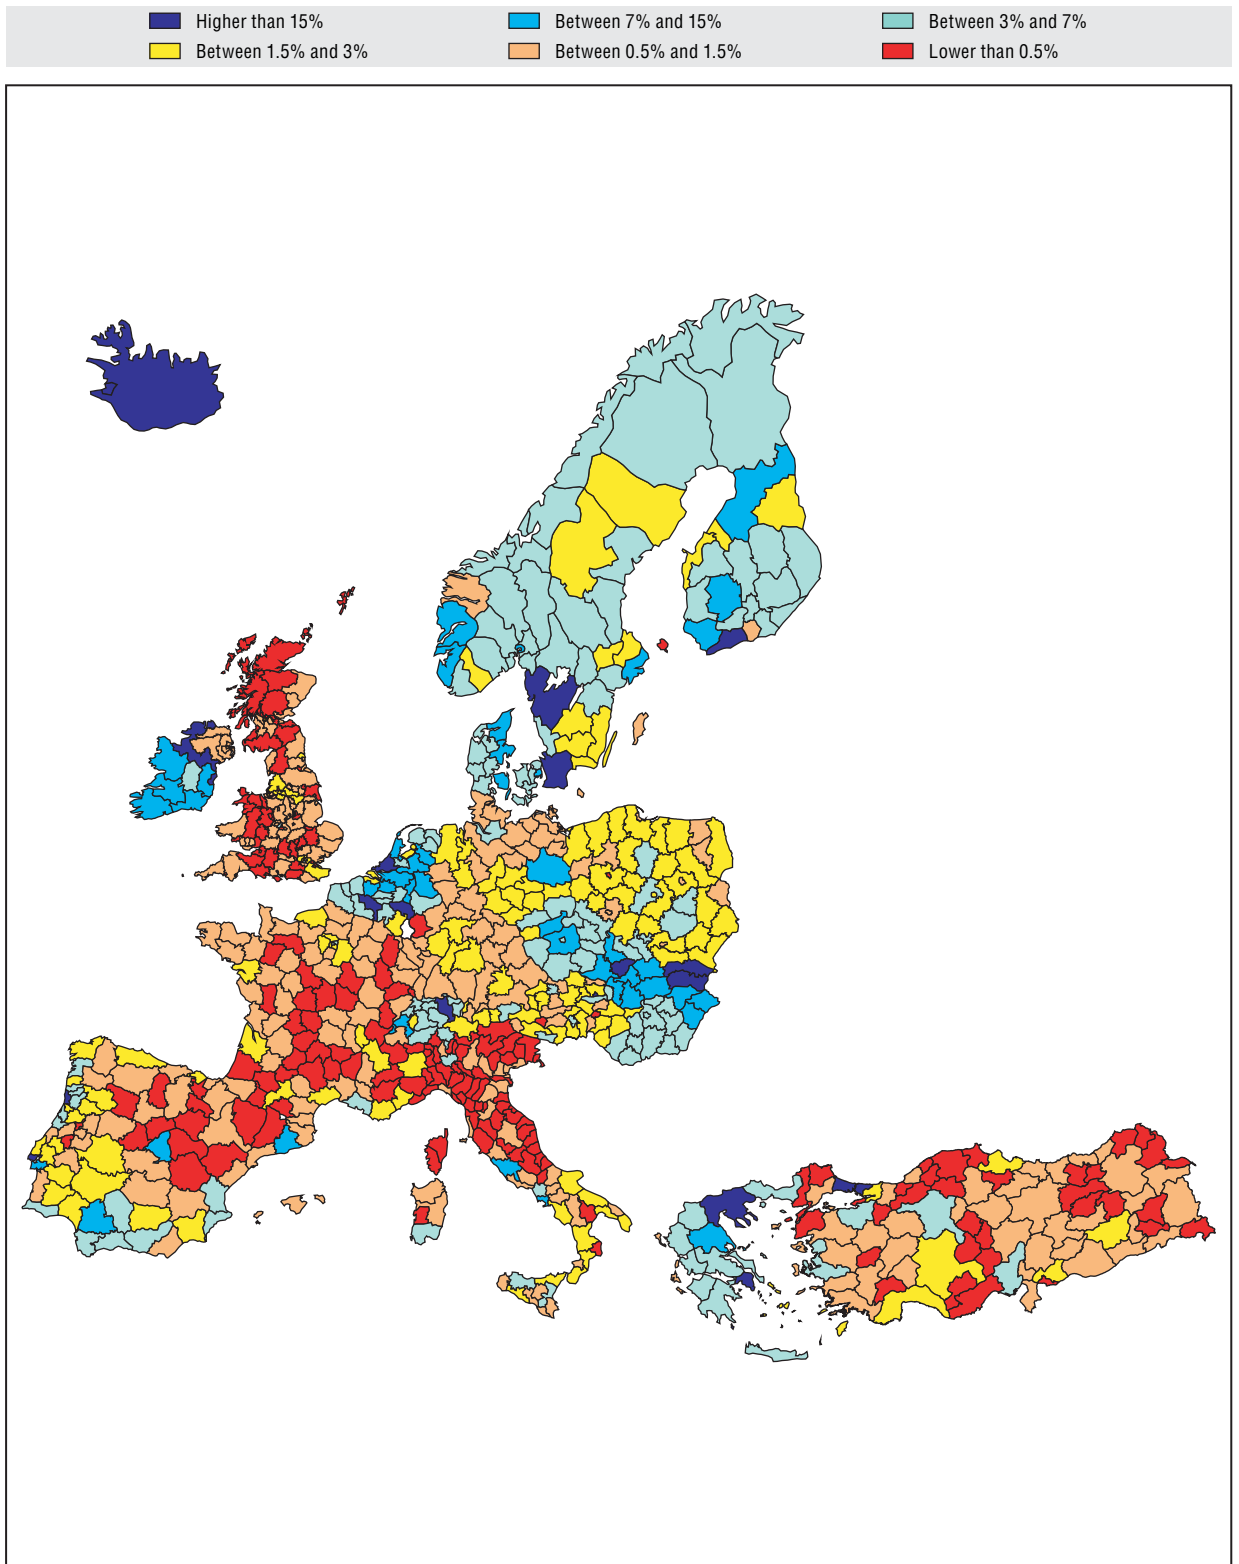 Higher than 15% Between 7% and 15% Between 3% and 7%
Between 1.5% and 3% Between 0.5% and 1.5% Lower than 0.5%